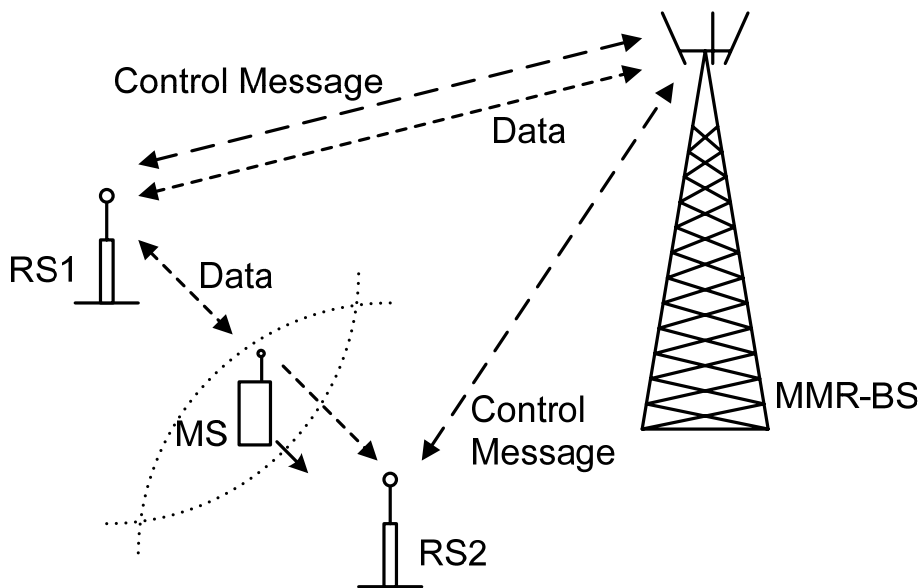 Control Message
Data
RS1
Data
MS
Control
Message
MMR-BS
RS2